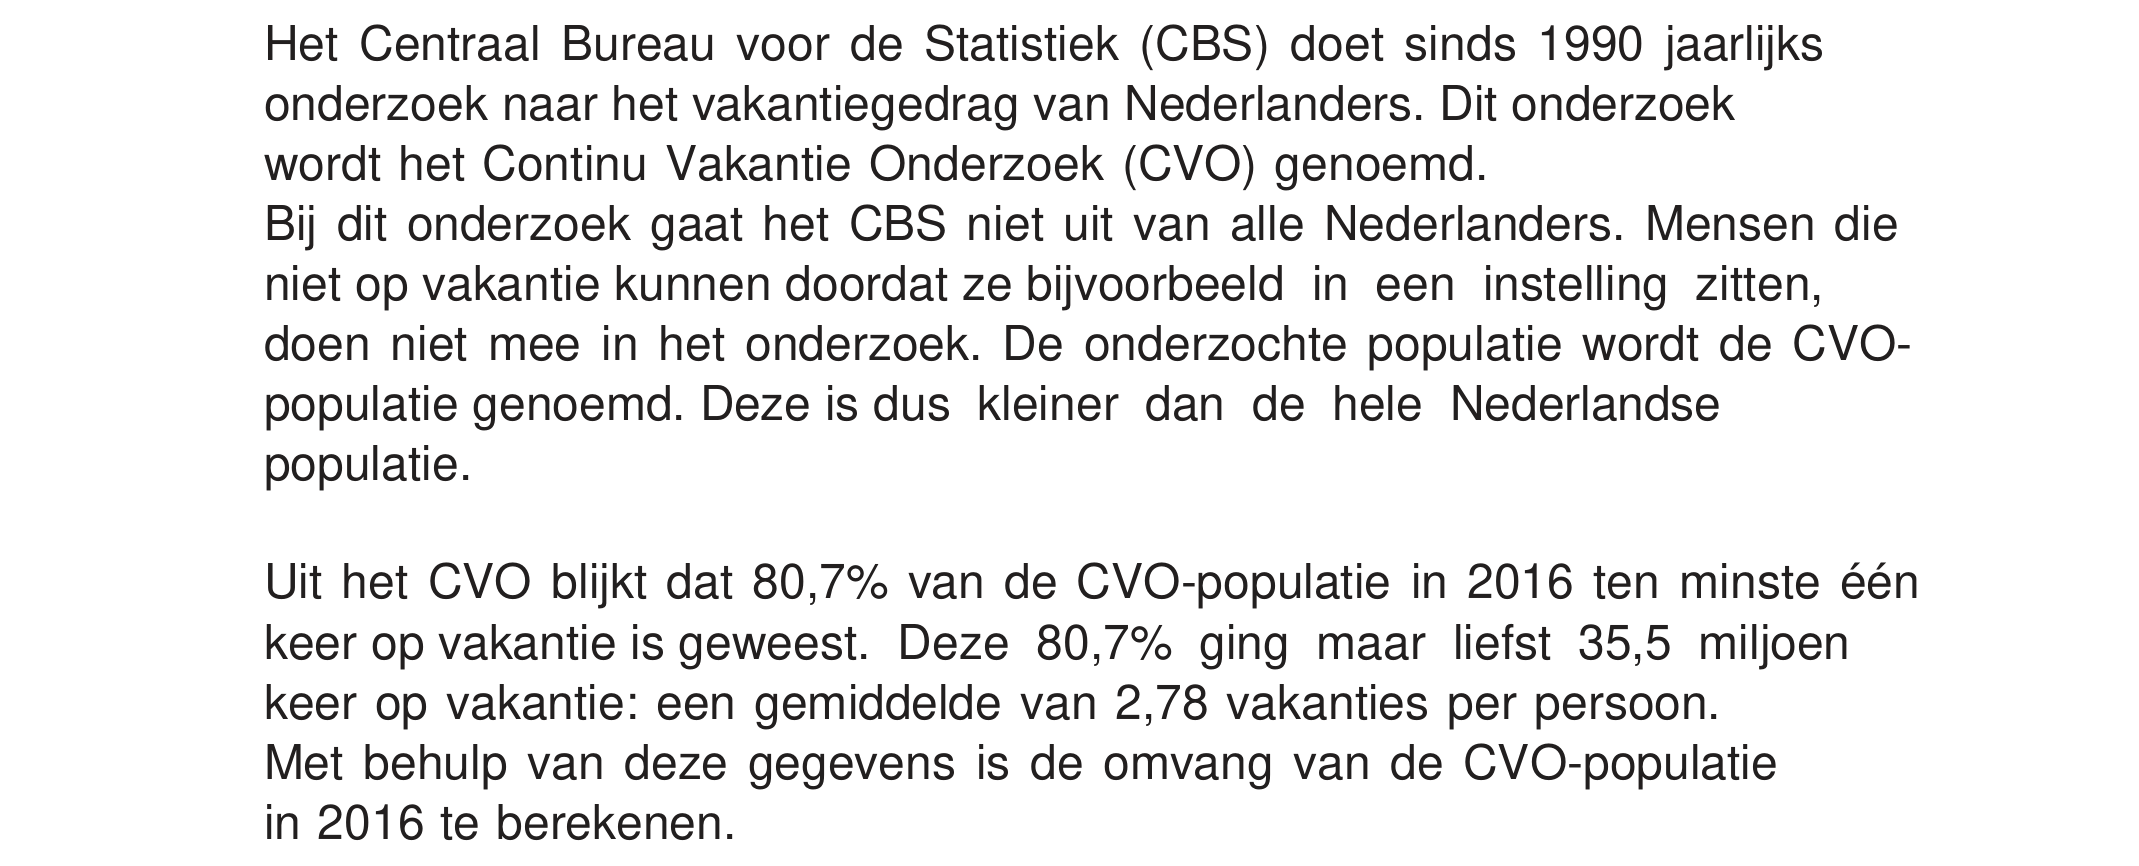 Het Centraal Bureau voor de Statistiek (CBS) doet sinds 1990 jaarlijks
onderzoek naar het vakantiegedrag van Nederlanders. Dit onderzoek
wordt het Continu Vakantie Onderzoek (CVO) genoemd.
Bij dit onderzoek gaat het CBS niet uit van alle Nederlanders. Mensen die
niet op vakantie kunnen doordat ze bijvoorbeeld in een instelling zitten,
doen niet mee in het onderzoek. De onderzochte populatie wordt de CVO-
populatie genoemd. Deze is dus kleiner dan de hele Nederlandse
populatie.
Uit het CVO blijkt dat 80,7% van de CVO-populatie in 2016 ten minste één
keer op vakantie is geweest. Deze 80,7% ging maar liefst 35,5 miljoen
keer op vakantie: een gemiddelde van 2,78 vakanties per persoon.
Met behulp van deze gegevens is de omvang van de CVO-populatie
in 2016 te berekenen.